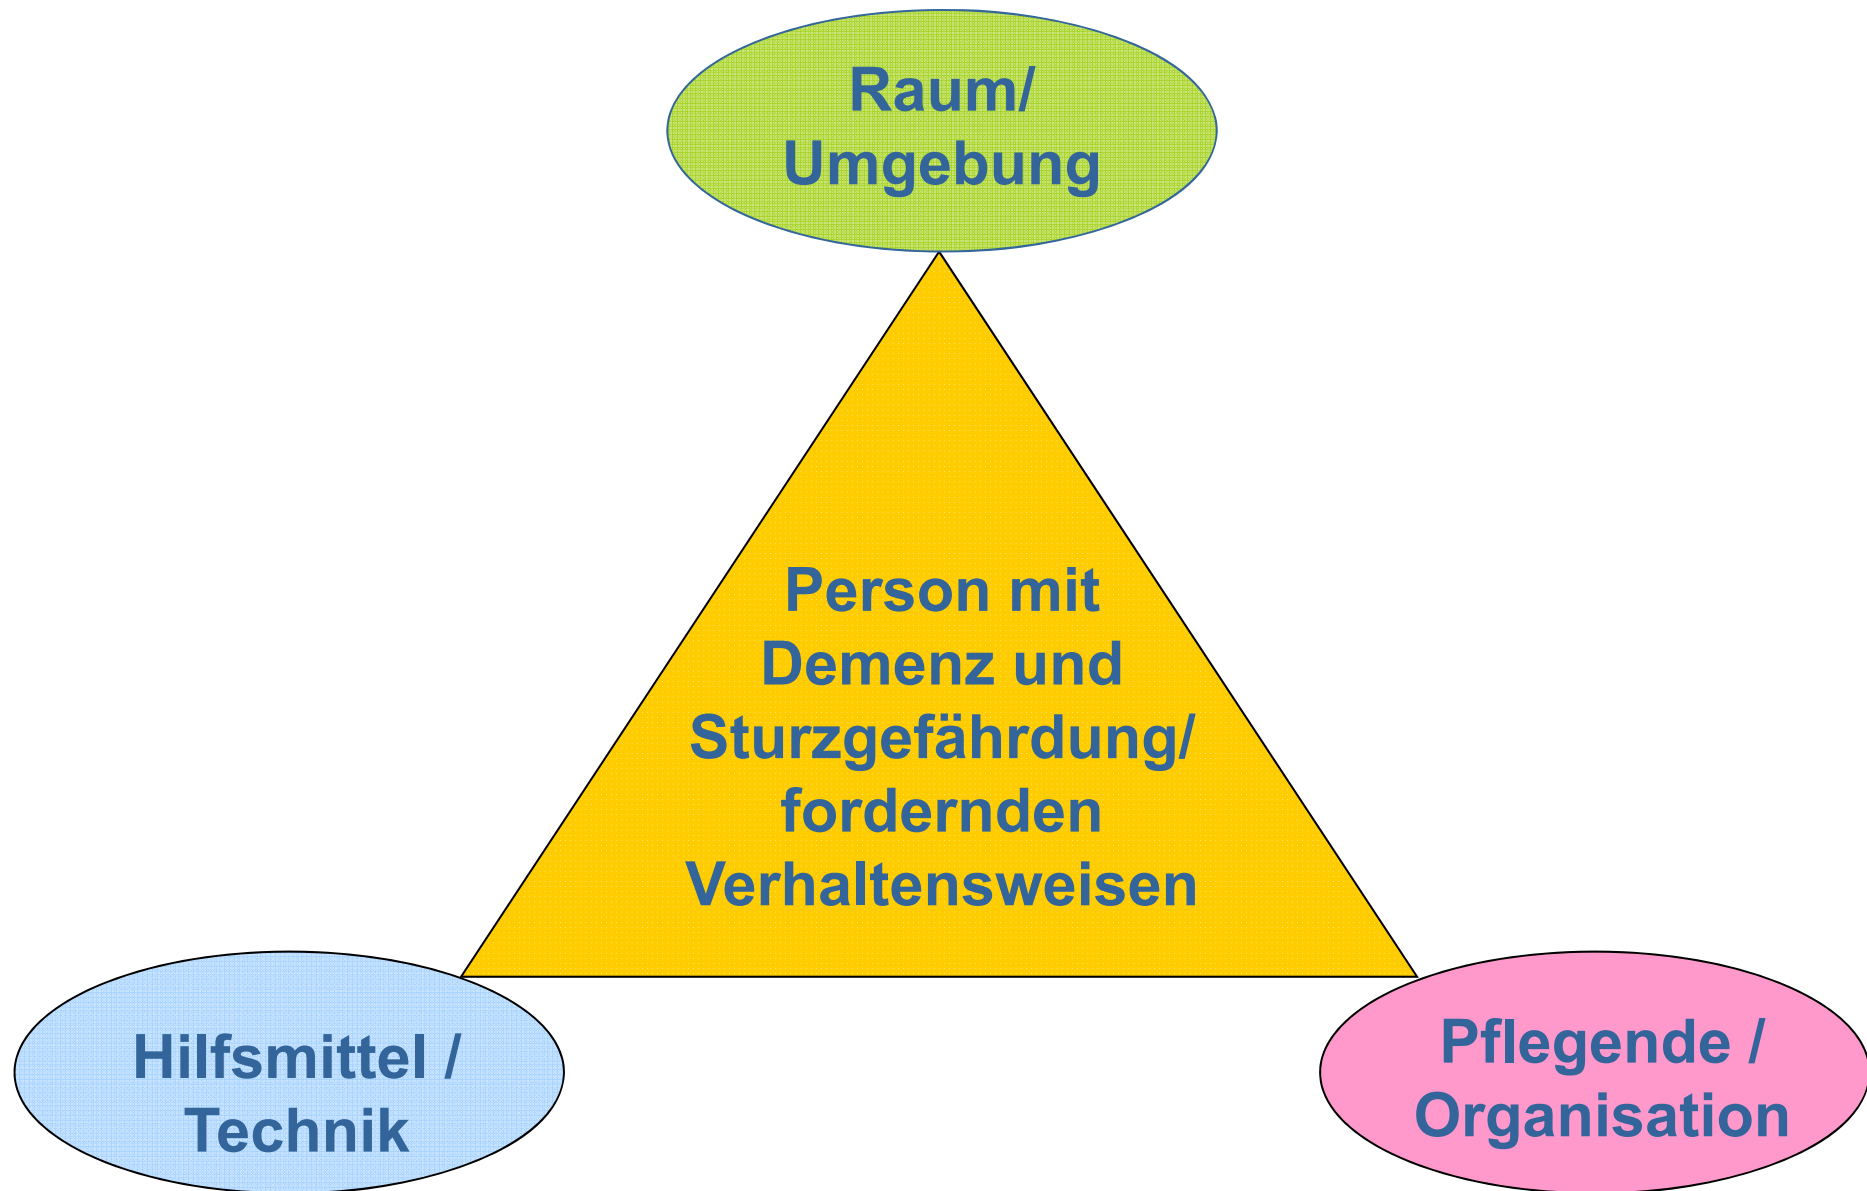 Raum/
Umgebung
Person mit
Demenz und
Sturzgefährdung/
fordernden
Verhaltensweisen
Hilfsmittel /
Technik
Pflegende /
Organisation